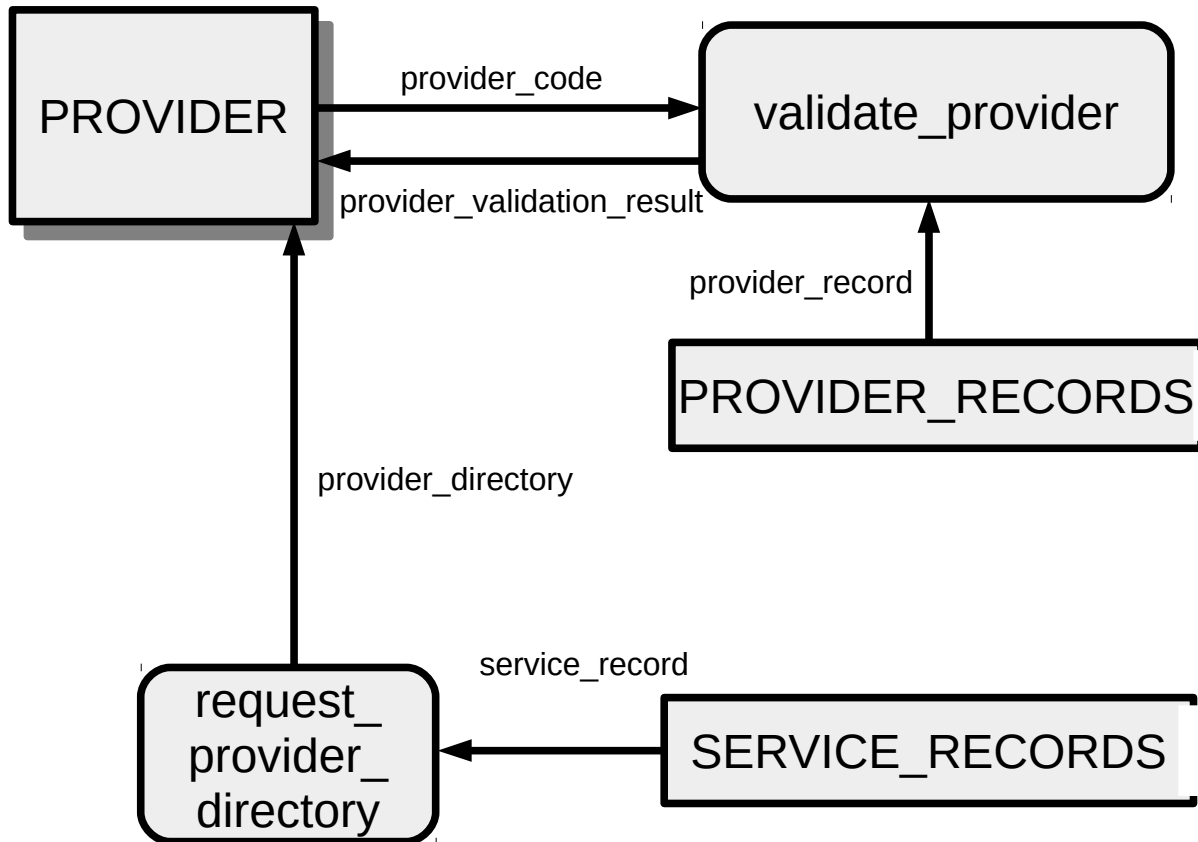 PROVIDER
provider_code
validate_provider
provider_validation_result
provider_record
PROVIDER_RECORDS
provider_directory
service_record
request_
provider_
directory
SERVICE_RECORDS